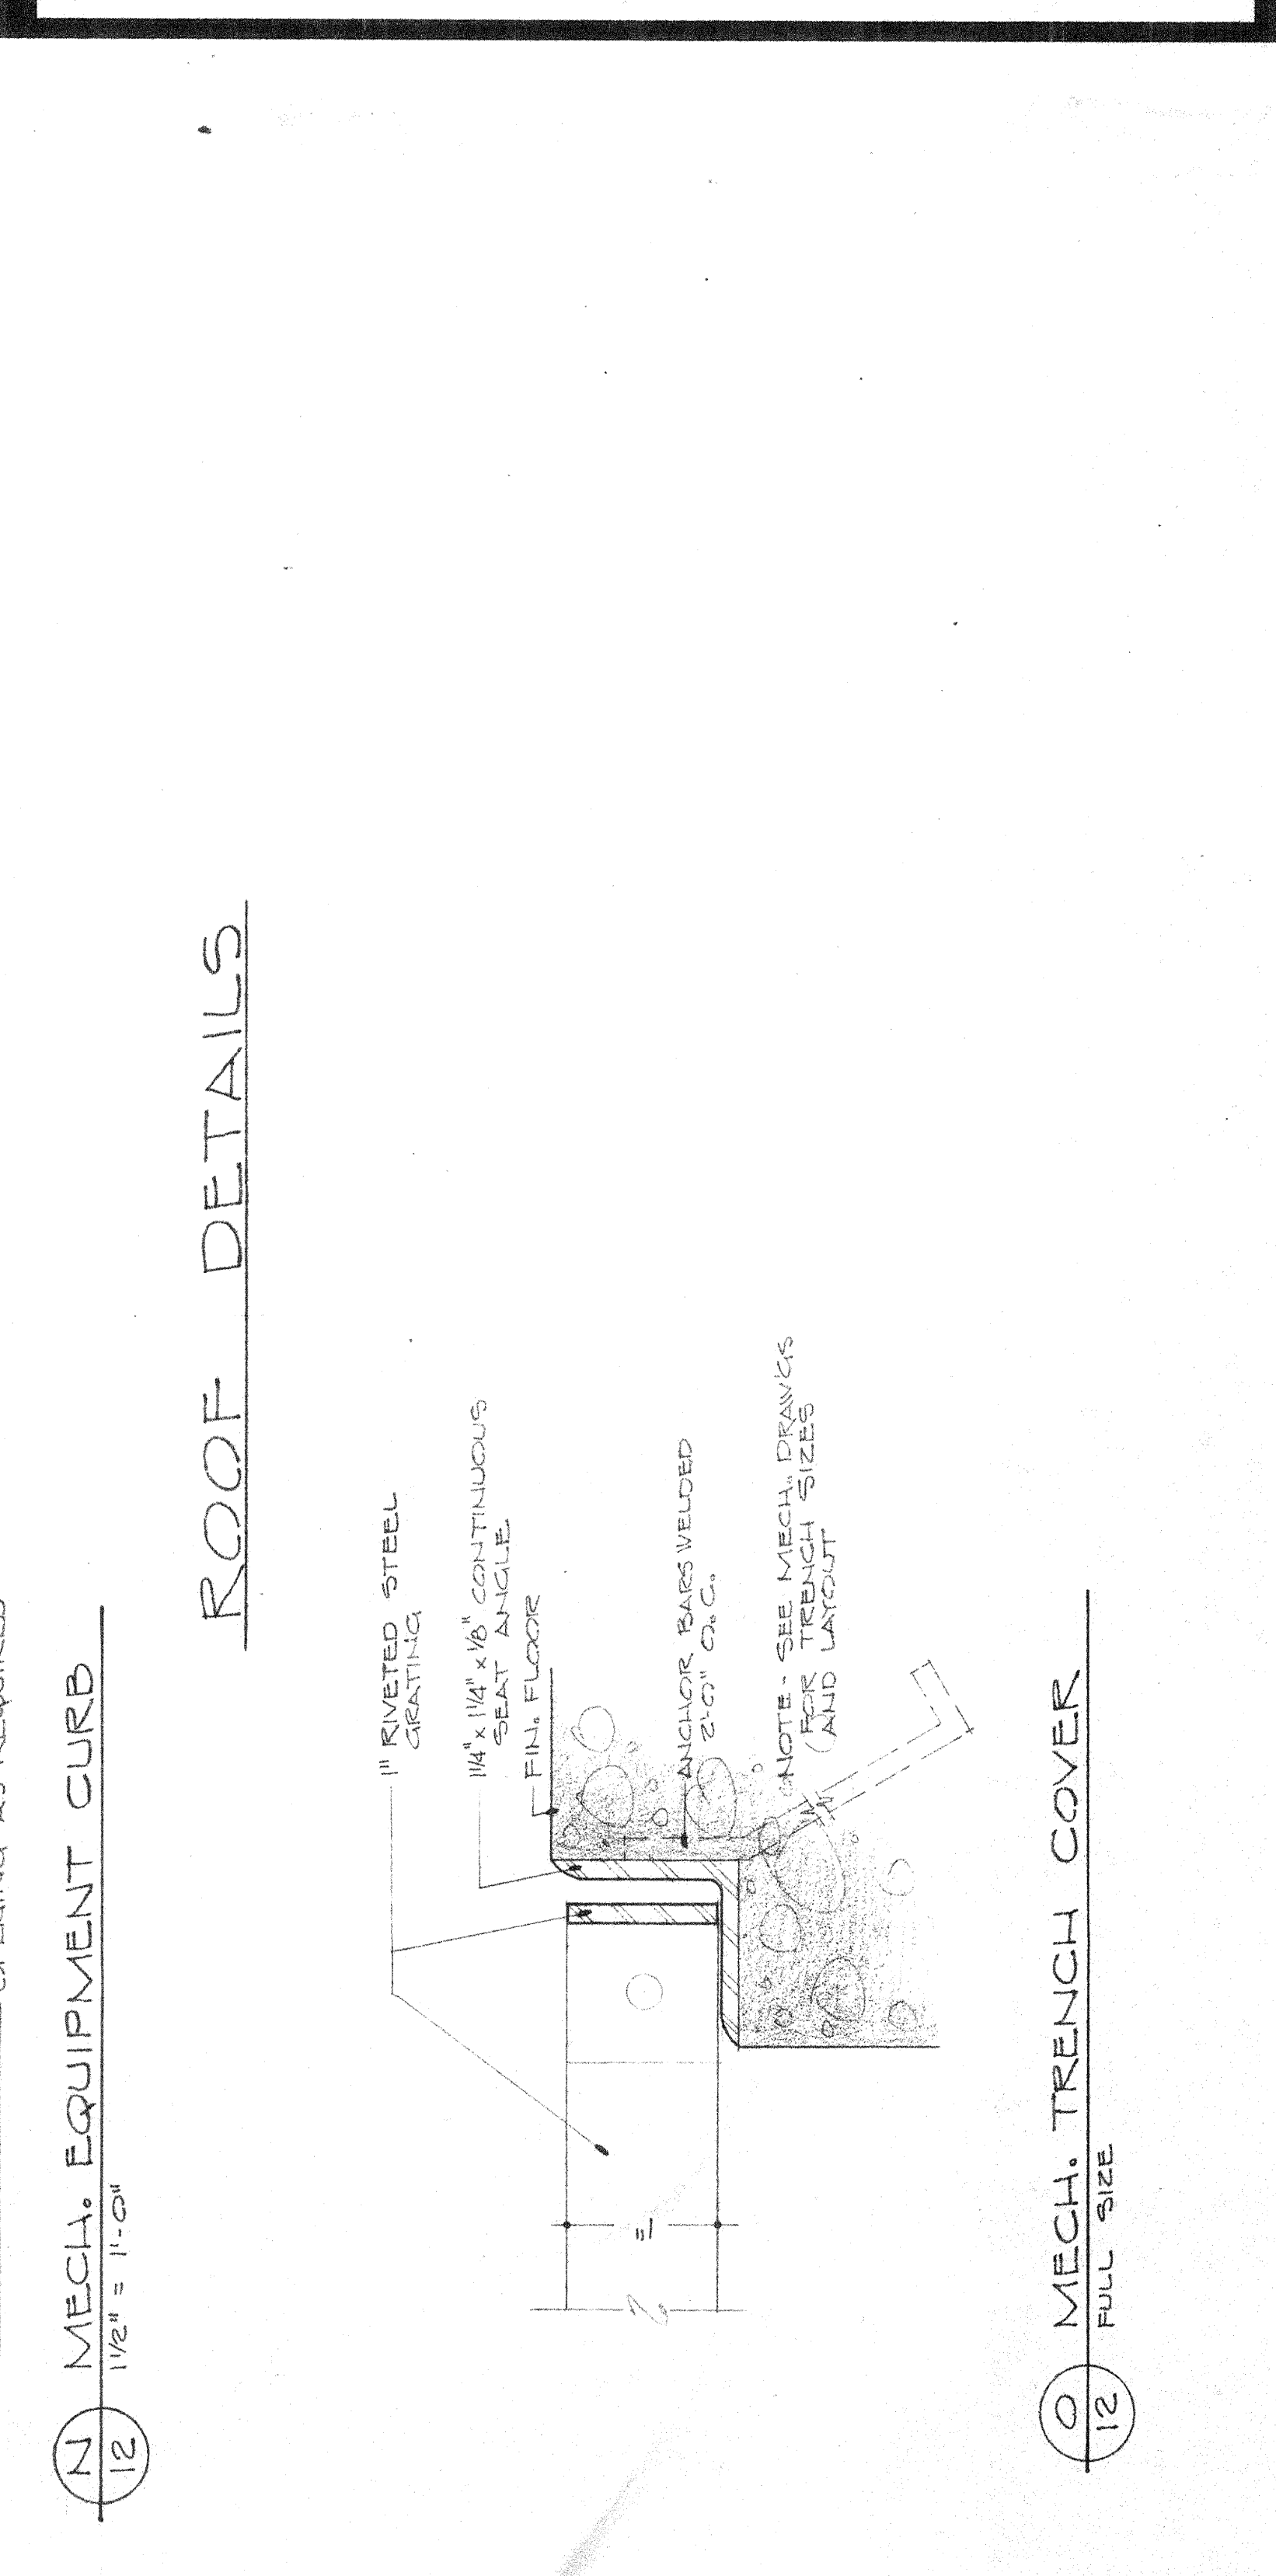 N
12
MECH. EQUIPMENT CURB
1 1/2" = 1'-0"
ROOF DETAILS
1" RIVETED STEEL
GRATING
1 1/4" x 1 1/4" x 1/8" CONTINUOUS
SEAT ANGLE
FIN. FLOOR
1"
ANCHOR BARS WELDED
2'-0" O.C.
NOTE - SEE MECH. DRAW'GS
(FOR TRENCH SIZES
(AND LAYOUT
O
12
MECH. TRENCH COVER
FULL SIZE